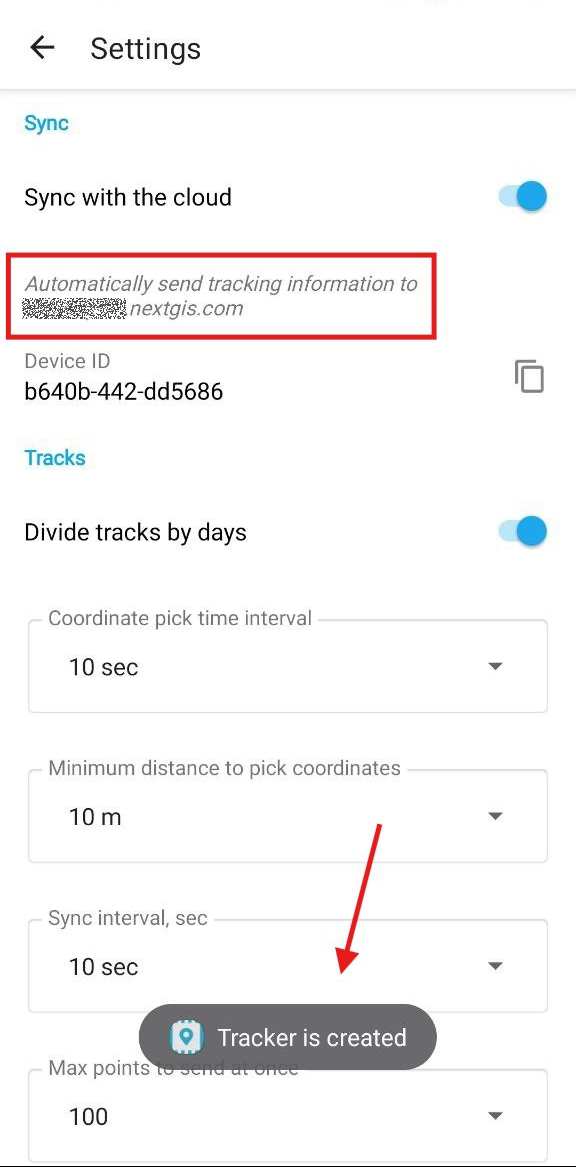 Settings
Sync
Sync with the cloud
Automatically send tracking information to
.nextgis.com
Device ID
b640b-442-dd5686
Tracks
Divide tracks by days
Coordinate pick time interval
10 sec
Minimum distance to pick coordinates
10 m
Sync interval, sec
10 sec
Tracker is created
Max points to send at once
100